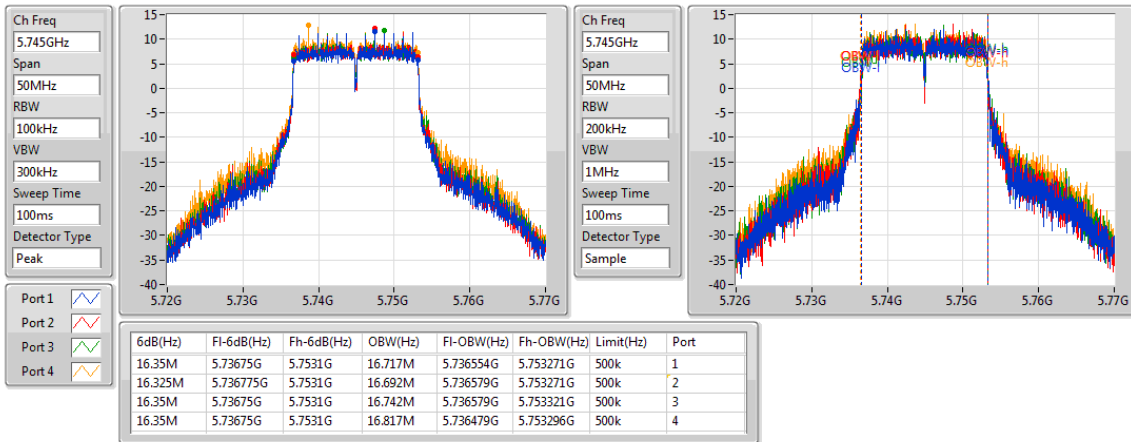 Ch Freq
5.745GHz
Span
50MHz
RBW
100kHz
VBW
300kHz
Sweep Time
100ms
Detector Type
Peak
Port 1
Port 2
Port 3
Port 4
15
10
5
0
-5
-10
-15
-20
-25
-30
-35
-40
5.72G 5.73G 5.74G 5.75G 5.76G 5.77G
Ch Freq
5.745GHz
Span
50MHz
RBW
200kHz
VBW
1MHz
Sweep Time
100ms
Detector Type
Sample
15
10
5
0
-5
-10
-15
-20
-25
-30
-35
-40
OBW-l OBW-h
5.72G 5.73G 5.74G 5.75G 5.76G 5.77G
6dB(Hz) Fl-6dB(Hz) Fh-6dB(Hz) OBW(Hz) Fl-OBW(Hz) Fh-OBW(Hz) Limit(Hz) Port
16.35M 5.73675G 5.7531G 16.717M 5.736554G 5.753271G 500k 1
16.325M 5.736775G 5.7531G 16.692M 5.736579G 5.753271G 500k 2
16.35M 5.73675G 5.7531G 16.742M 5.736579G 5.753321G 500k 3
16.35M 5.73675G 5.7531G 16.817M 5.736479G 5.753296G 500k 4